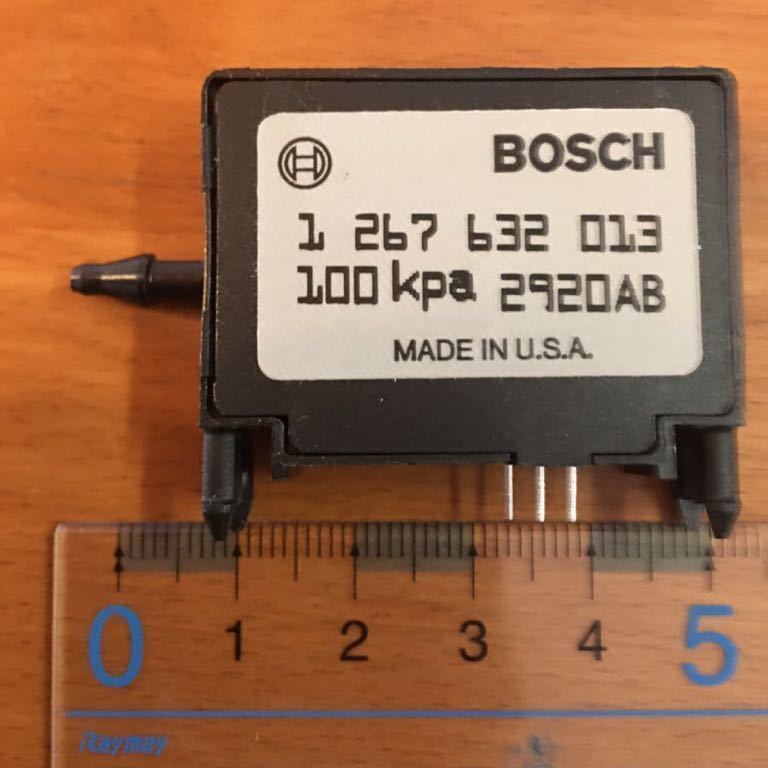 BOSCH
1 267 632 013
100 kpa 2920AB
MADE IN U.S.A.
0 1 2 3 4 5
Raymay